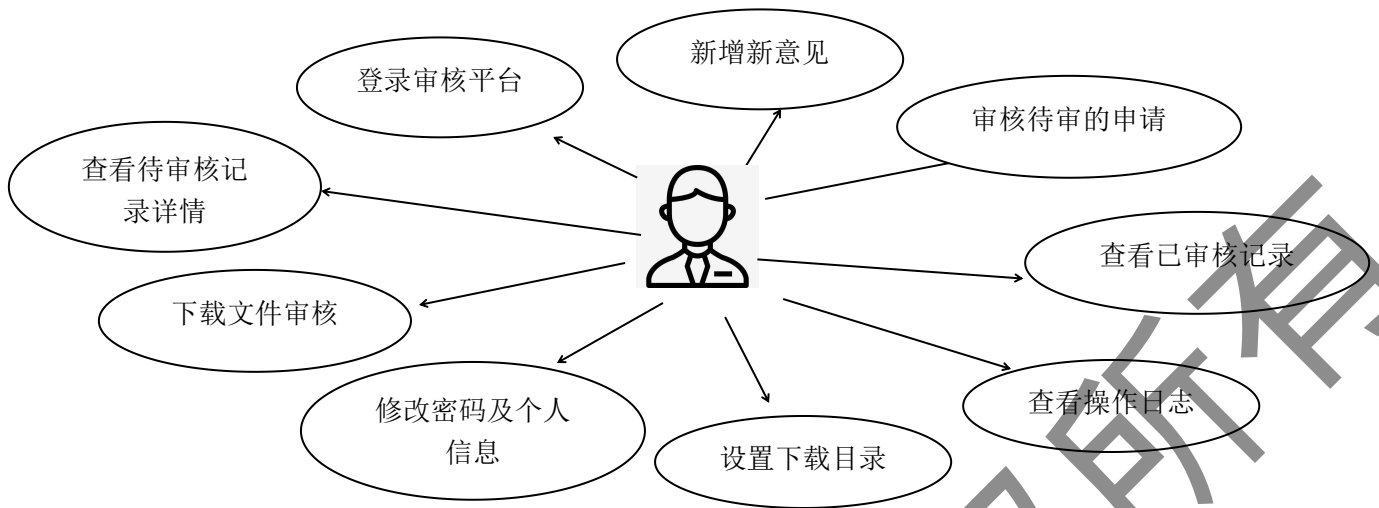 新增新意见
登录审核平台
审核待审的申请
查看待审核记
录详情
查看已审核记录
下载文件审核
修改密码及个人
信息
查看操作日志
设置下载目录
所有